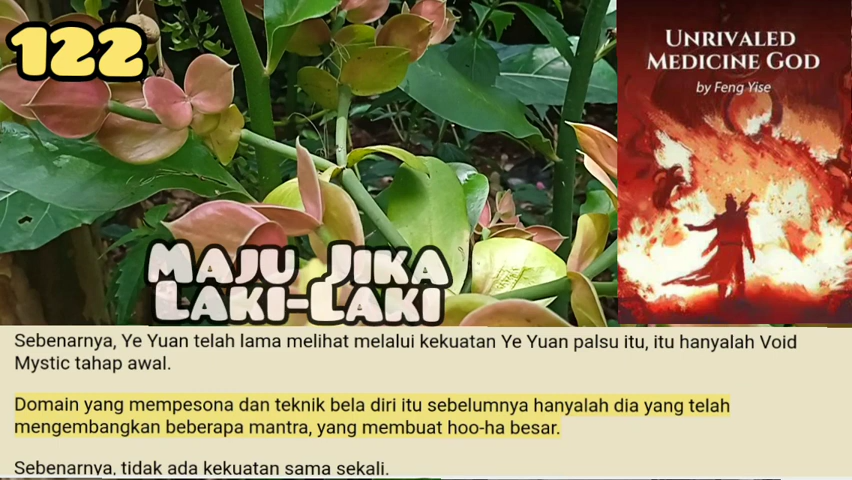 122
UNRIVALED
MEDICINE GOD
by Feng Yise
MAJU JIKA
LAKI-LAKI
Sebenarnya, Ye Yuan telah lama melihat melalui kekuatan Ye Yuan palsu itu, itu hanyalah Void
Mystic tahap awal.
Domain yang mempesona dan teknik bela diri itu sebelumnya hanyalah dia yang telah
mengembangkan beberapa mantra, yang membuat hoo-ha besar.
Sebenarnya, tidak ada kekuatan sama sekali.